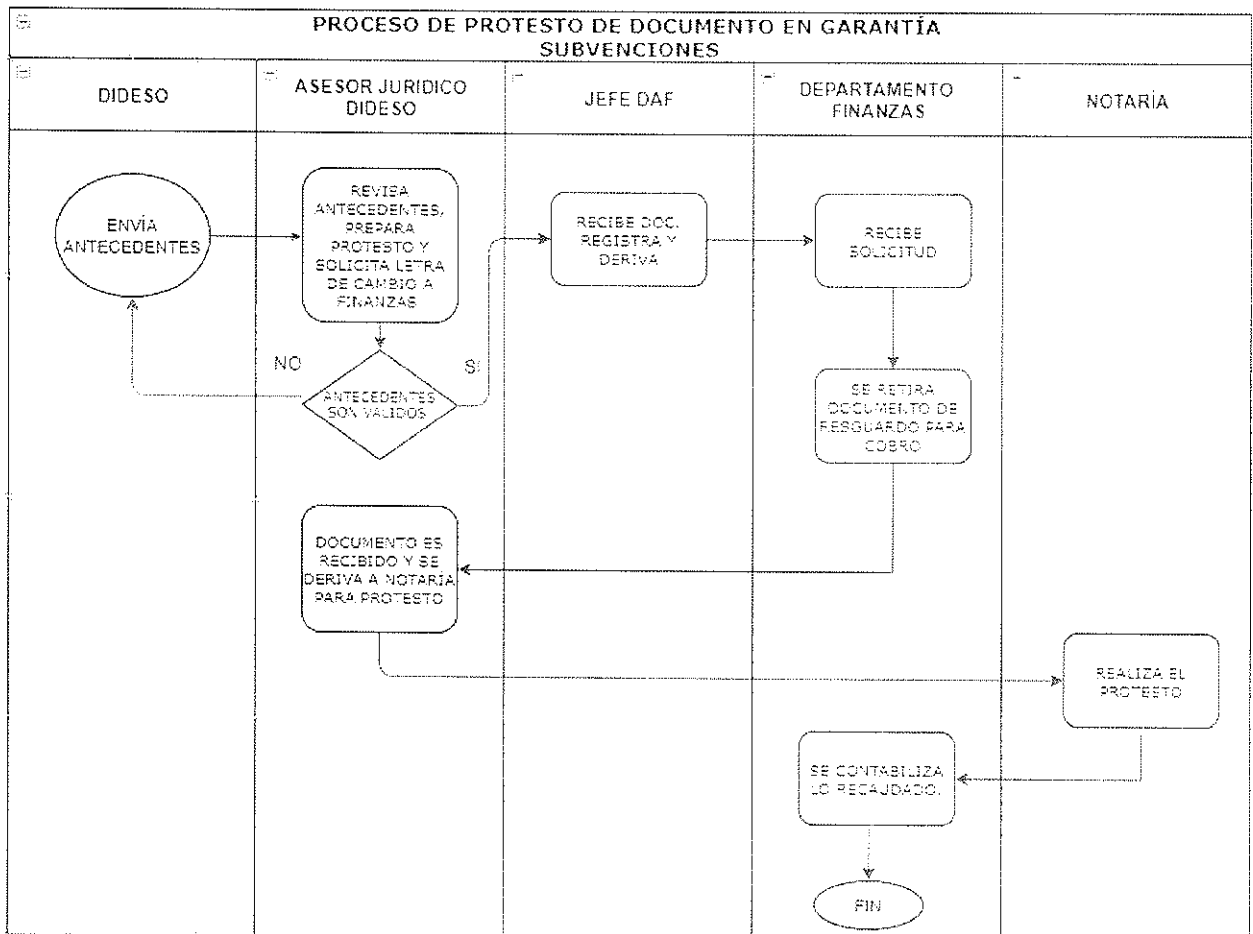 PROCESO DE PROTESTO DE DOCUMENTO EN GARANTÍA
SUBVENCIONES
DIDESO
ASESOR JURIDICO
DIDESO
JEFE DAF
DEPARTAMENTO
FINANZAS
NOTARÍA
ENVÍA
ANTECEDENTES
REVISA
ANTECEDENTES,
PREPARA
PROTESTO Y
SOLICITA LETRA
DE CAMBIO A
FINANZAS
RECIBE DOC.
REGISTRA Y
DERIVA
RECIBE
SOLICITUD
NO
SI
ANTECEDENTES
SON VALIDOS
SE RETIRA
DOCUMENTO DE
RESGUARDO PARA
COBRO
DOCUMENTO ES
RECIBIDO Y SE
DERIVA A NOTARÍA
PARA PROTESTO
REALIZA EL
PROTESTO
SE CONTABILIZA
LO RECAUDADO.
FIN